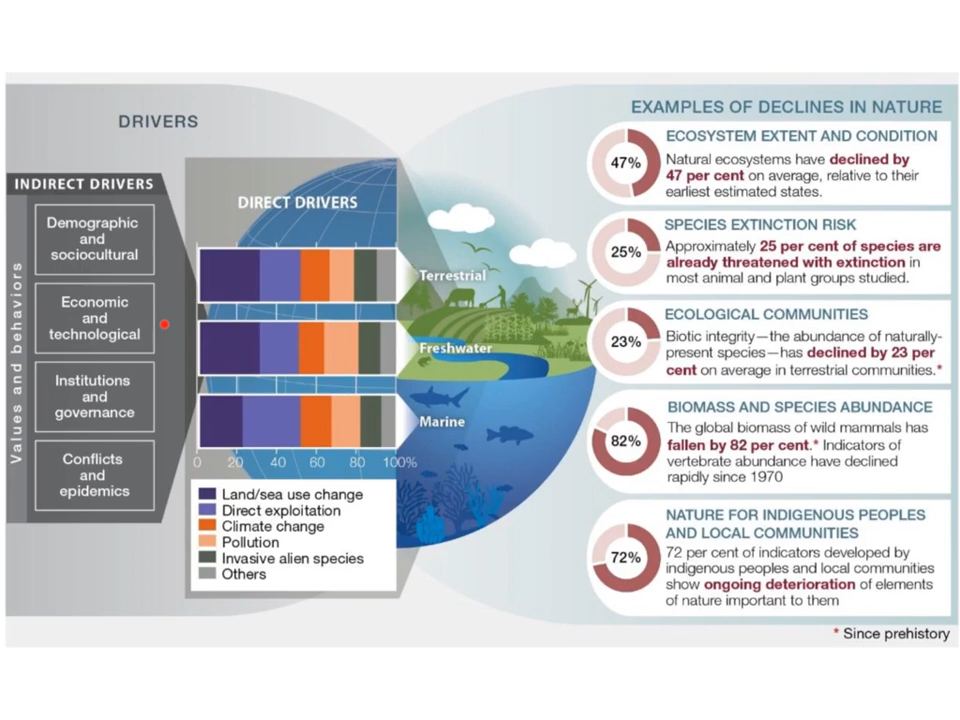 DRIVERS
INDIRECT DRIVERS
Values and behaviors
Demographic
and
sociocultural
Economic
and
technological
Institutions
and
governance
Conflicts
and
epidemics
DIRECT DRIVERS
Terrestrial
Freshwater
Marine
0 20 40 60 80 100%
Land/sea use change
Direct exploitation
Climate change
Pollution
Invasive alien species
Others
EXAMPLES OF DECLINES IN NATURE
47%
ECOSYSTEM EXTENT AND CONDITION
Natural ecosystems have declined by
47 per cent on average, relative to their
earliest estimated states.
25%
SPECIES EXTINCTION RISK
Approximately 25 per cent of species are
already threatened with extinction in
most animal and plant groups studied.
23%
ECOLOGICAL COMMUNITIES
Biotic integrity—the abundance of naturally-
present species—has declined by 23 per
cent on average in terrestrial communities.*
82%
BIOMASS AND SPECIES ABUNDANCE
The global biomass of wild mammals has
fallen by 82 per cent.* Indicators of
vertebrate abundance have declined
rapidly since 1970
72%
NATURE FOR INDIGENOUS PEOPLES
AND LOCAL COMMUNITIES
72 per cent of indicators developed by
indigenous peoples and local communities
show ongoing deterioration of elements
of nature important to them
* Since prehistory